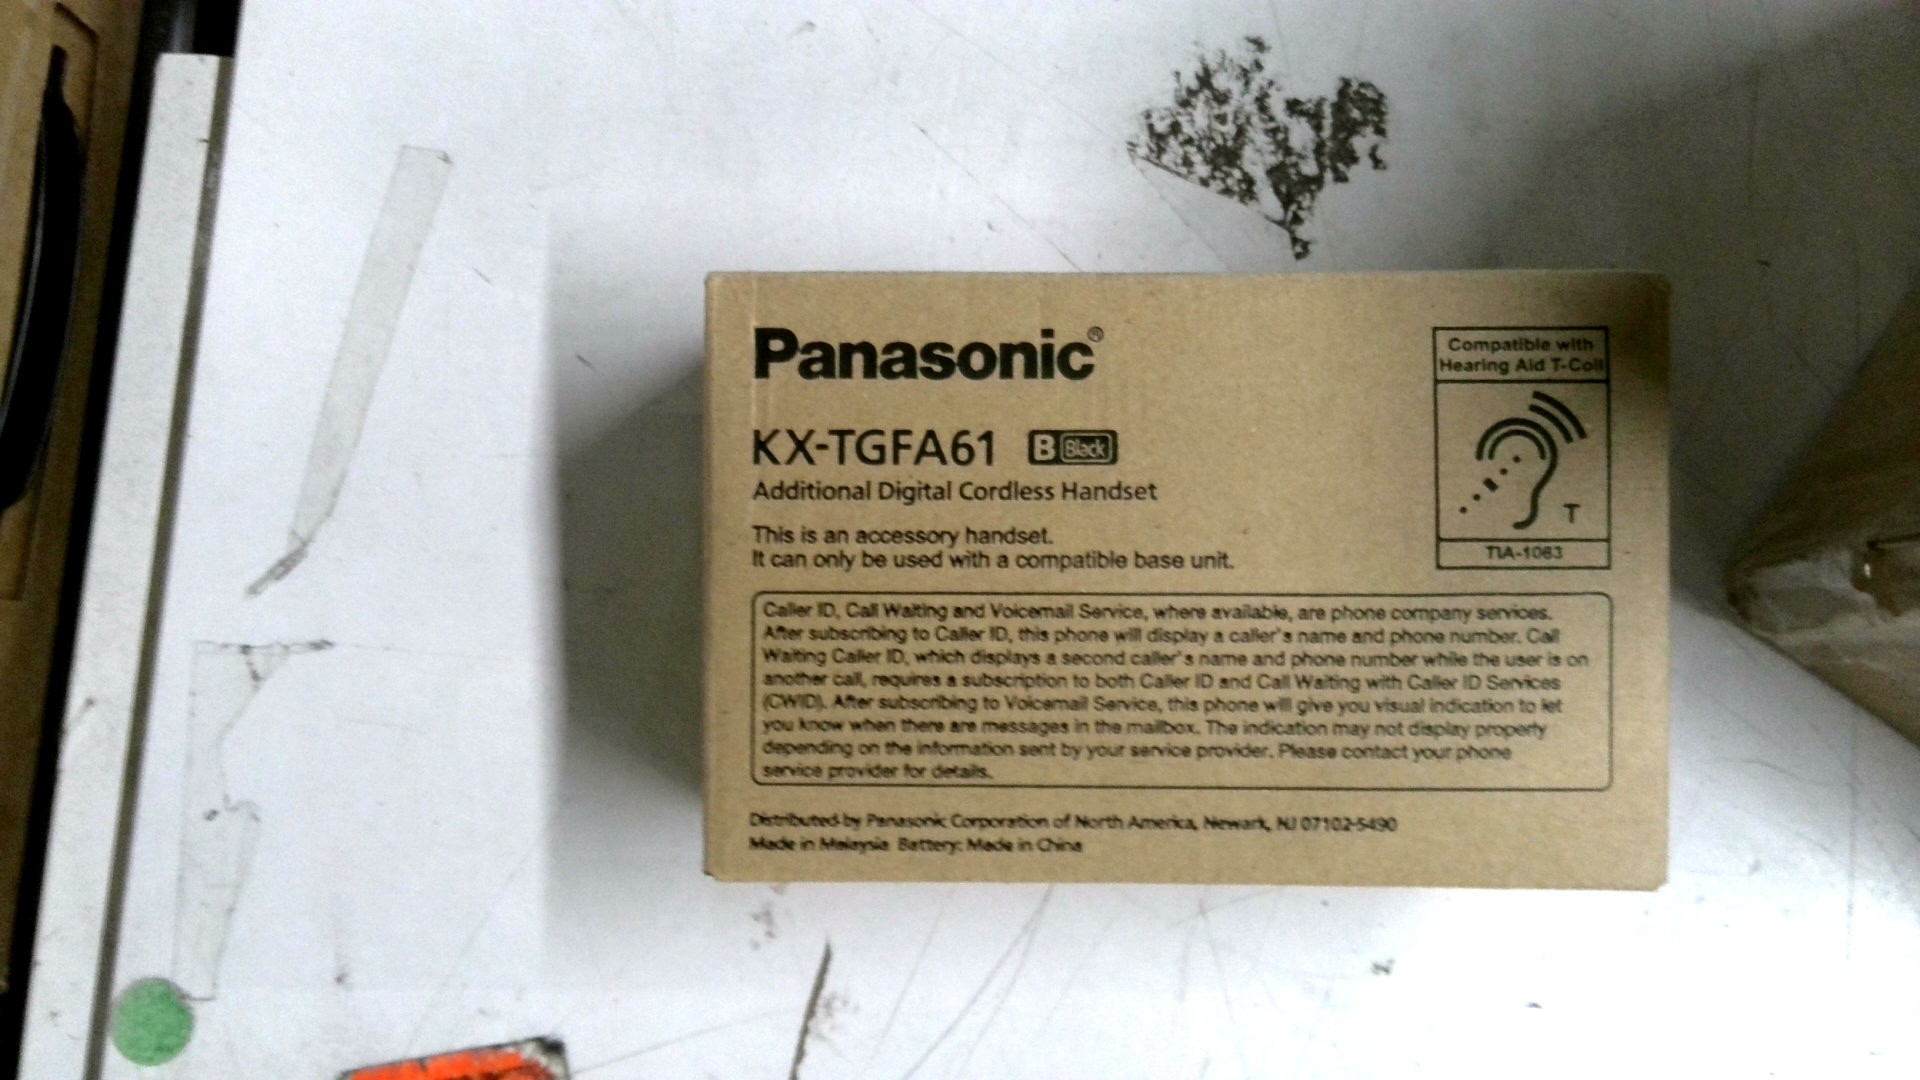 Panasonic®
KX-TGFA61 B Black
Additional Digital Cordless Handset
This is an accessory handset.
It can only be used with a compatible base unit.
Compatible with
Hearing Aid T-Coil
T
TIA-1083
Caller ID, Call Waiting and Voicemail Service, where available, are phone company services.
After subscribing to Caller ID, this phone will display a caller's name and phone number. Call
Waiting Caller ID, which displays a second caller's name and phone number while the user is on
another call, requires a subscription to both Caller ID and Call Waiting with Caller ID Services
(CWID). After subscribing to Voicemail Service, this phone will give you visual indication to let
you know when there are messages in the mailbox. The indication may not display properly
depending on the information sent by your service provider. Please contact your phone
service provider for details.
Distributed by Panasonic Corporation of North America, Newark, NJ 07102-5490
Made in Malaysia Battery: Made in China